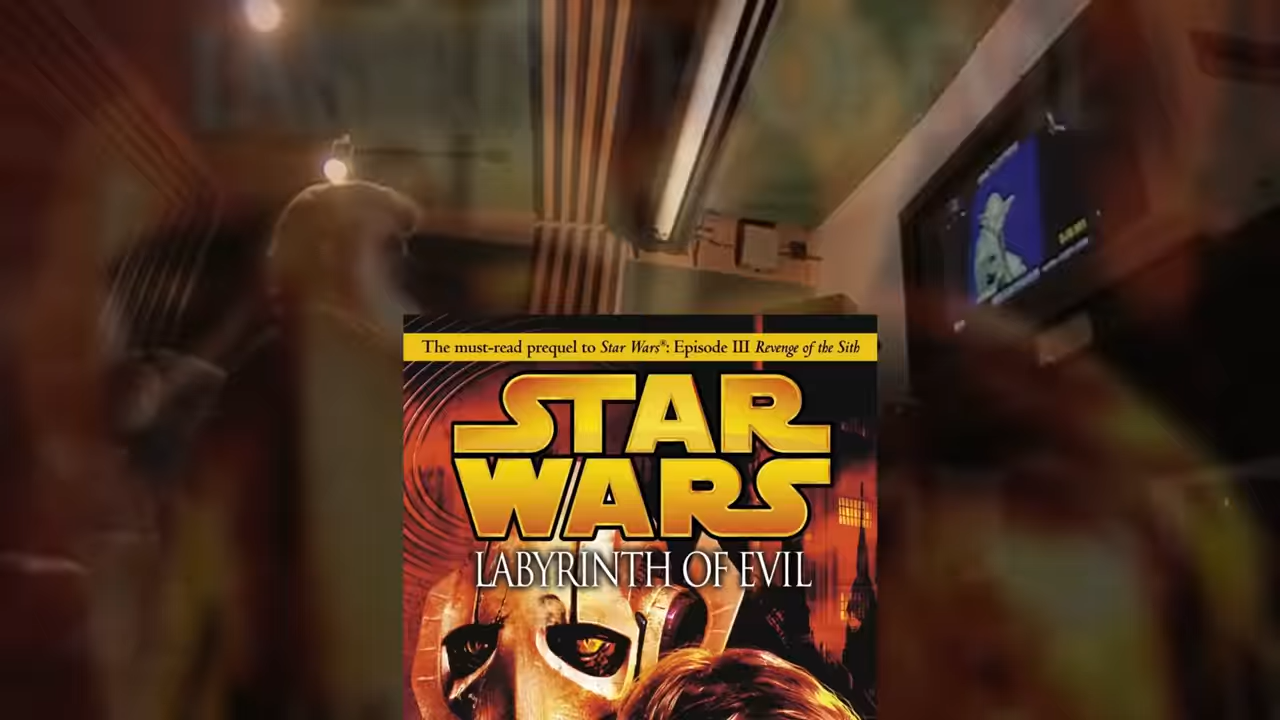 The must-read prequel to Star Wars®: Episode III Revenge of the Sith
STAR
WARS
LABYRINTH OF EVIL